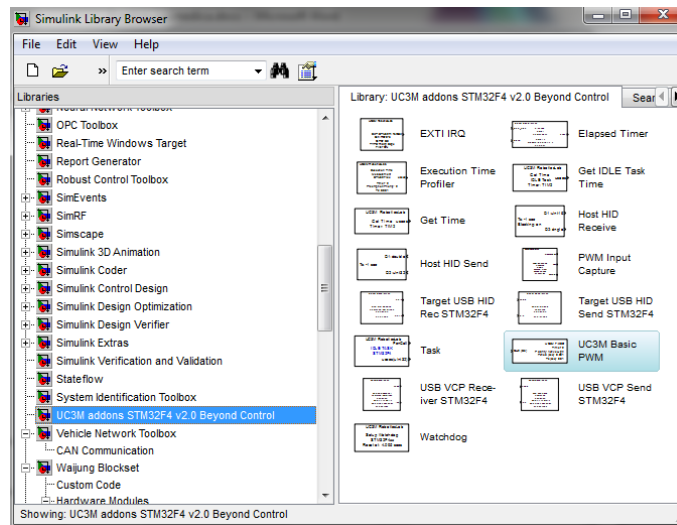 Simulink Library Browser
File Edit View Help
» Enter search term
Libraries
Library: UC3M addons STM32F4 v2.0 Beyond Control
Sear
Neural Network Toolbox
OPC Toolbox
Real-Time Windows Target
Report Generator
Robust Control Toolbox
SimEvents
SimRF
Simscape
Simulink 3D Animation
Simulink Coder
Simulink Control Design
Simulink Design Optimization
Simulink Design Verifier
Simulink Extras
Simulink Verification and Validation
Stateflow
System Identification Toolbox
UC3M addons STM32F4 v2.0 Beyond Control
Vehicle Network Toolbox
CAN Communication
Waijung Blockset
Custom Code
Hardware Modules
EXTI IRQ
Elapsed Timer
Execution Time
Profiler
Get IDLE Task
Time
Get Time
Host HID
Receive
Host HID Send
PWM Input
Capture
Target USB HID
Rec STM32F4
Target USB HID
Send STM32F4
Task
UC3M Basic
PWM
USB VCP Rece-
iver STM32F4
USB VCP Send
STM32F4
Watchdog
Showing: UC3M addons STM32F4 v2.0 Beyond Control